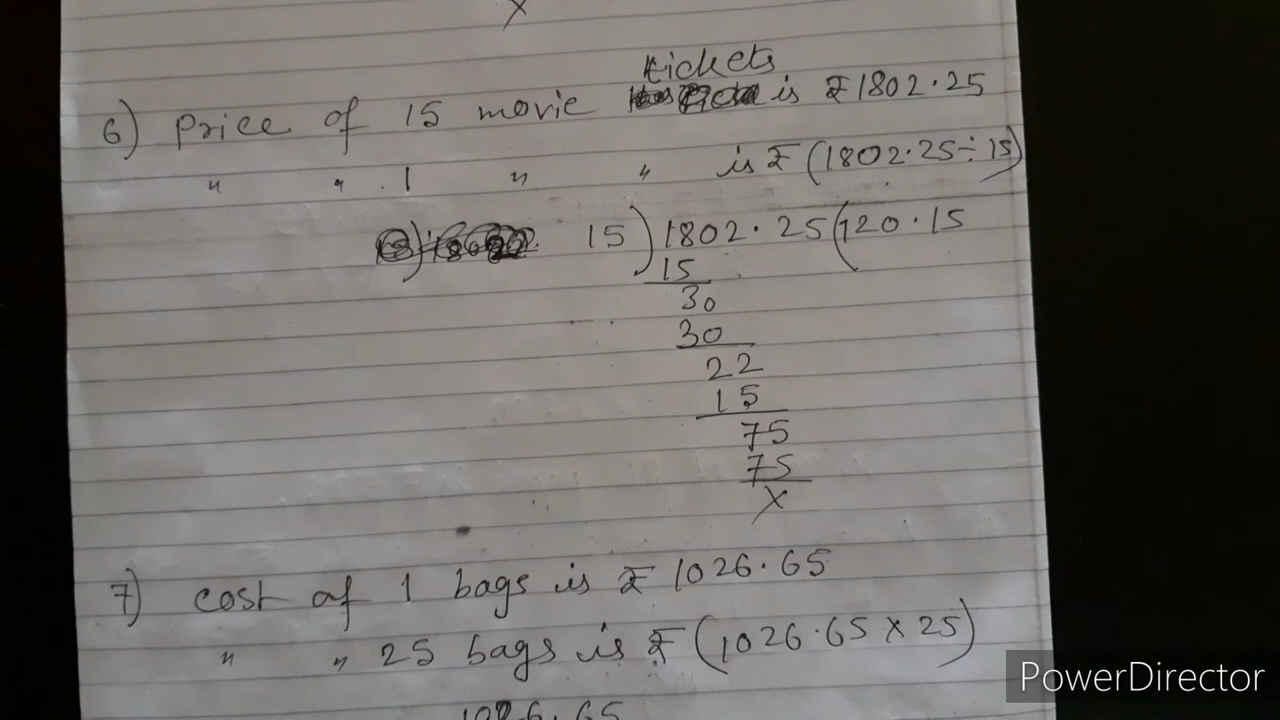 tickets
6) Price of 15 movie is ₹ 1802.25
" " 1 " " is ₹ (1802.25 ÷ 15)
15)1802.25(120.15
15
30
30
22
15
75
75
x
7) cost of 1 bags is ₹ 1026.65
" " 25 bags is ₹ (1026.65 x 25)
1026.65
PowerDirector